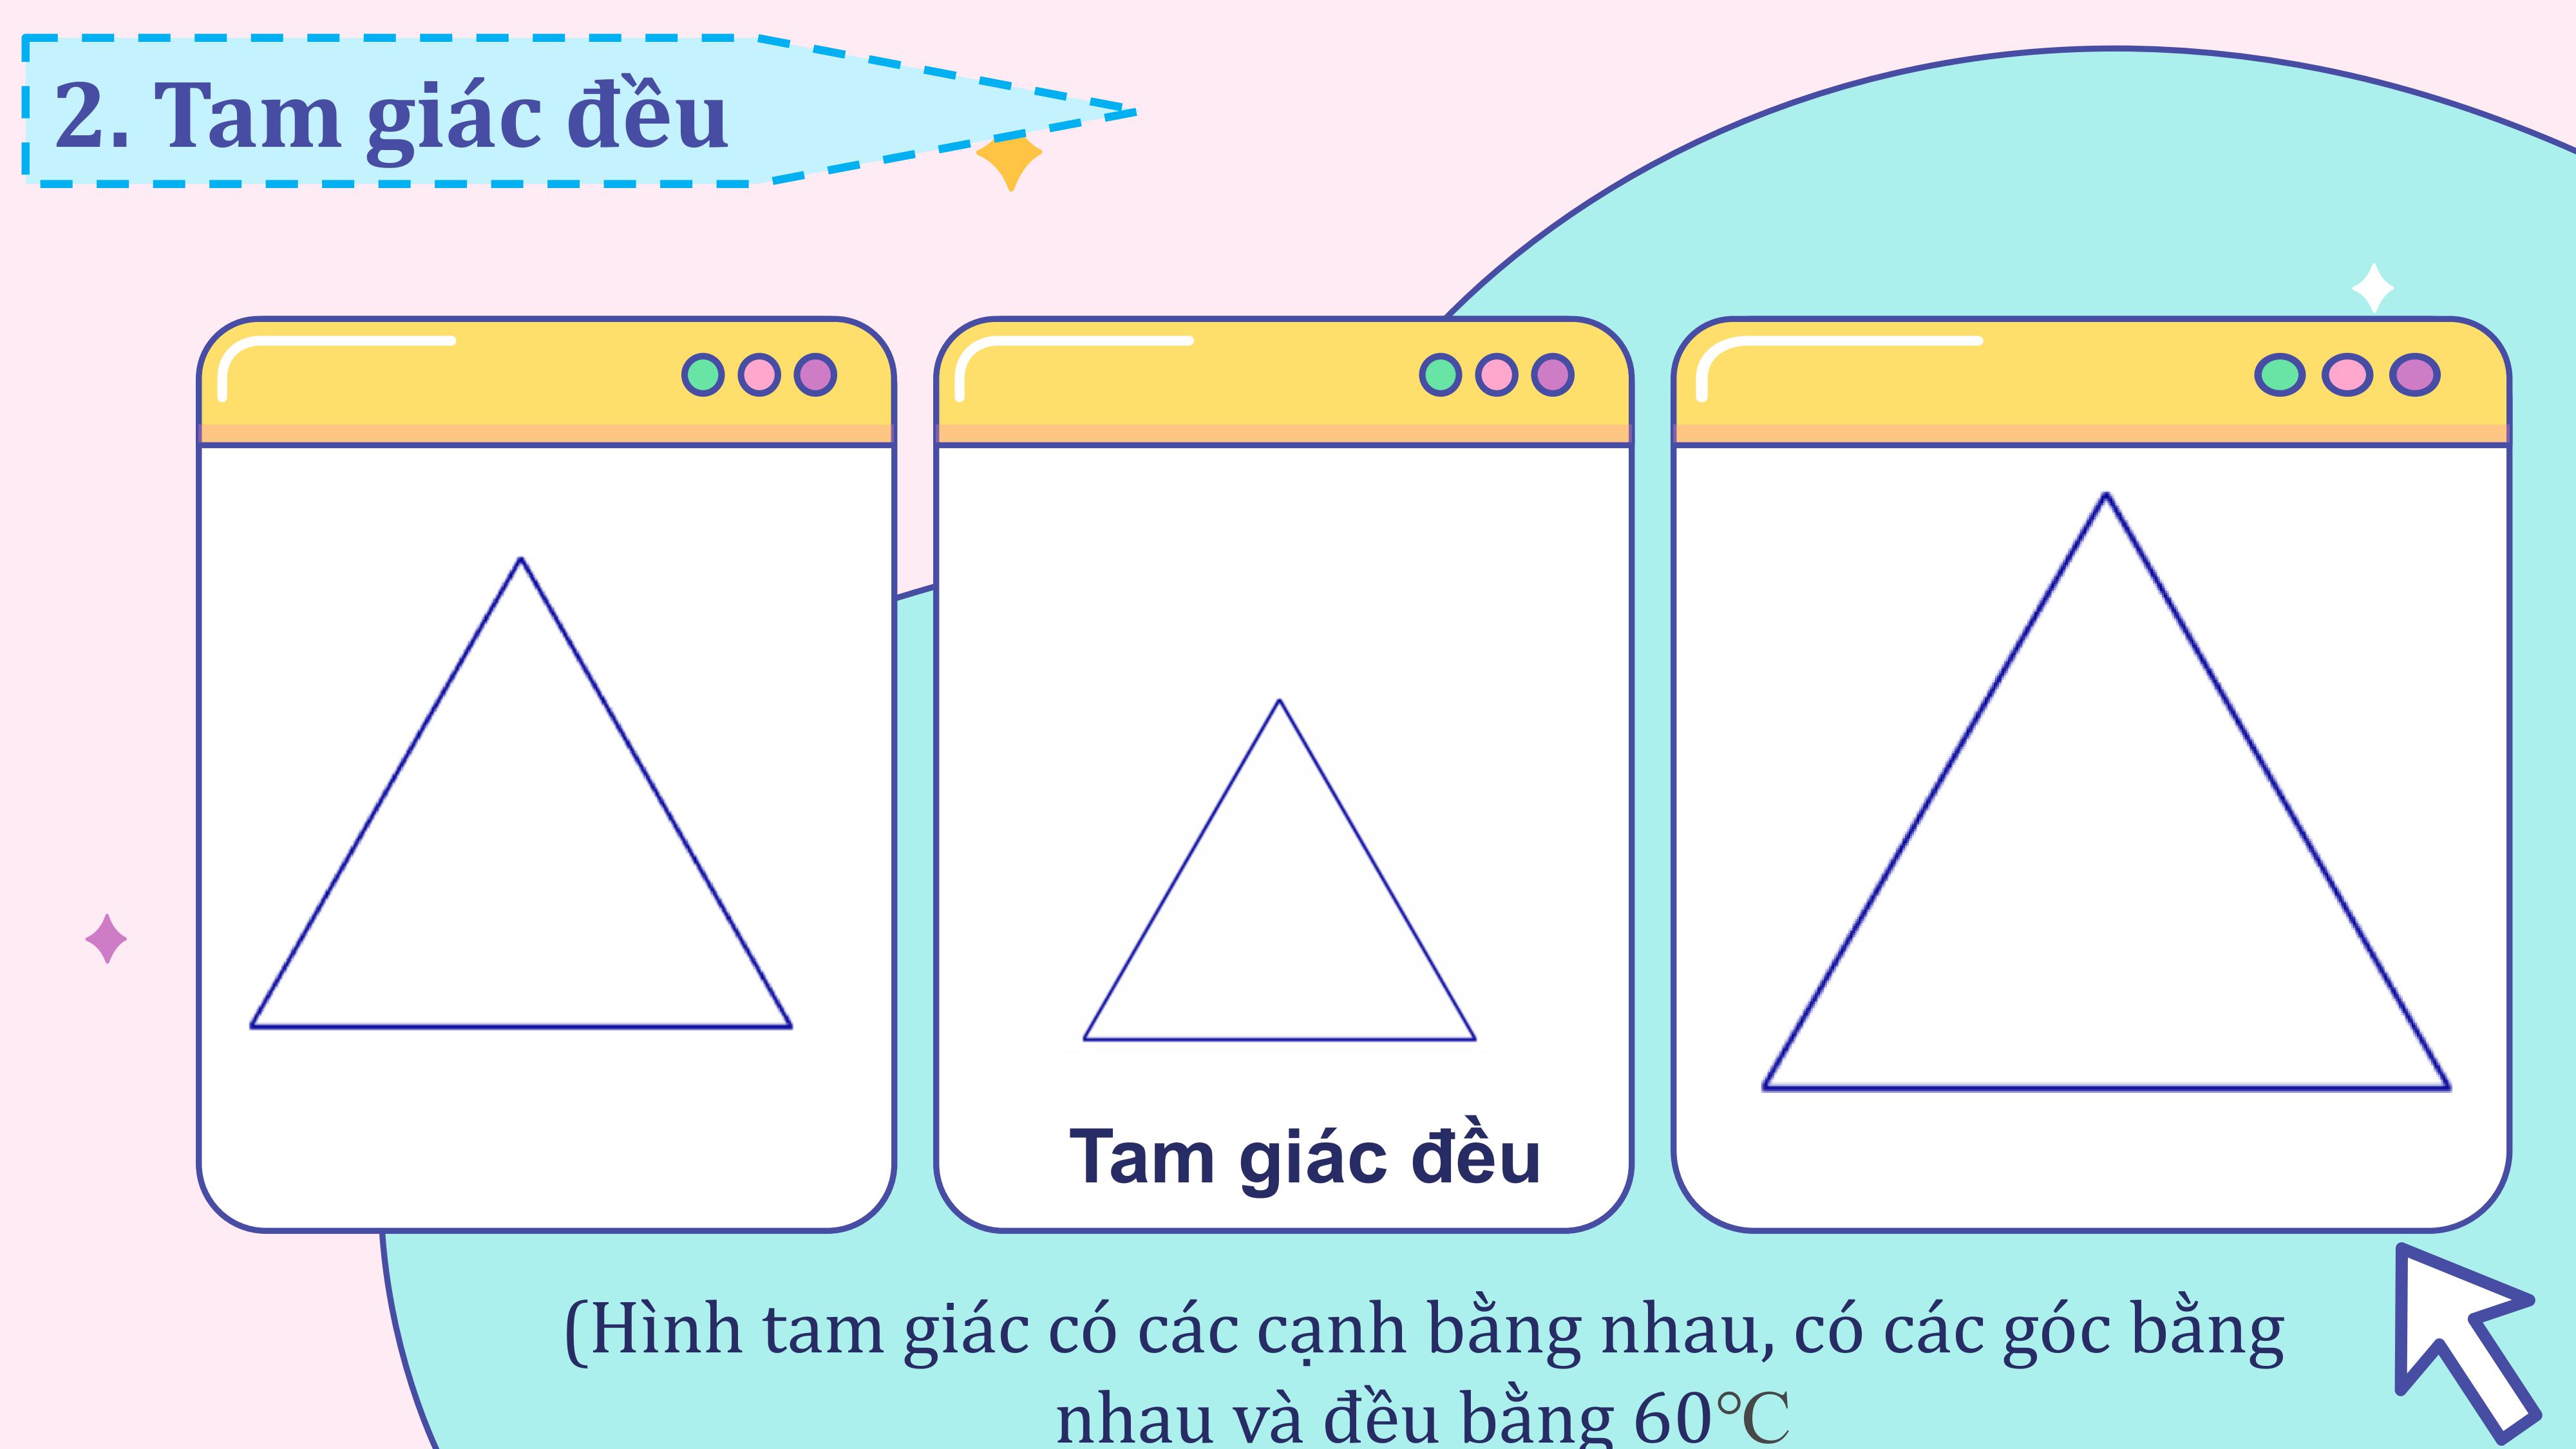 2. Tam giác đều
Tam giác đều
(Hình tam giác có các cạnh bằng nhau, có các góc bằng
nhau và đều bằng 60℃